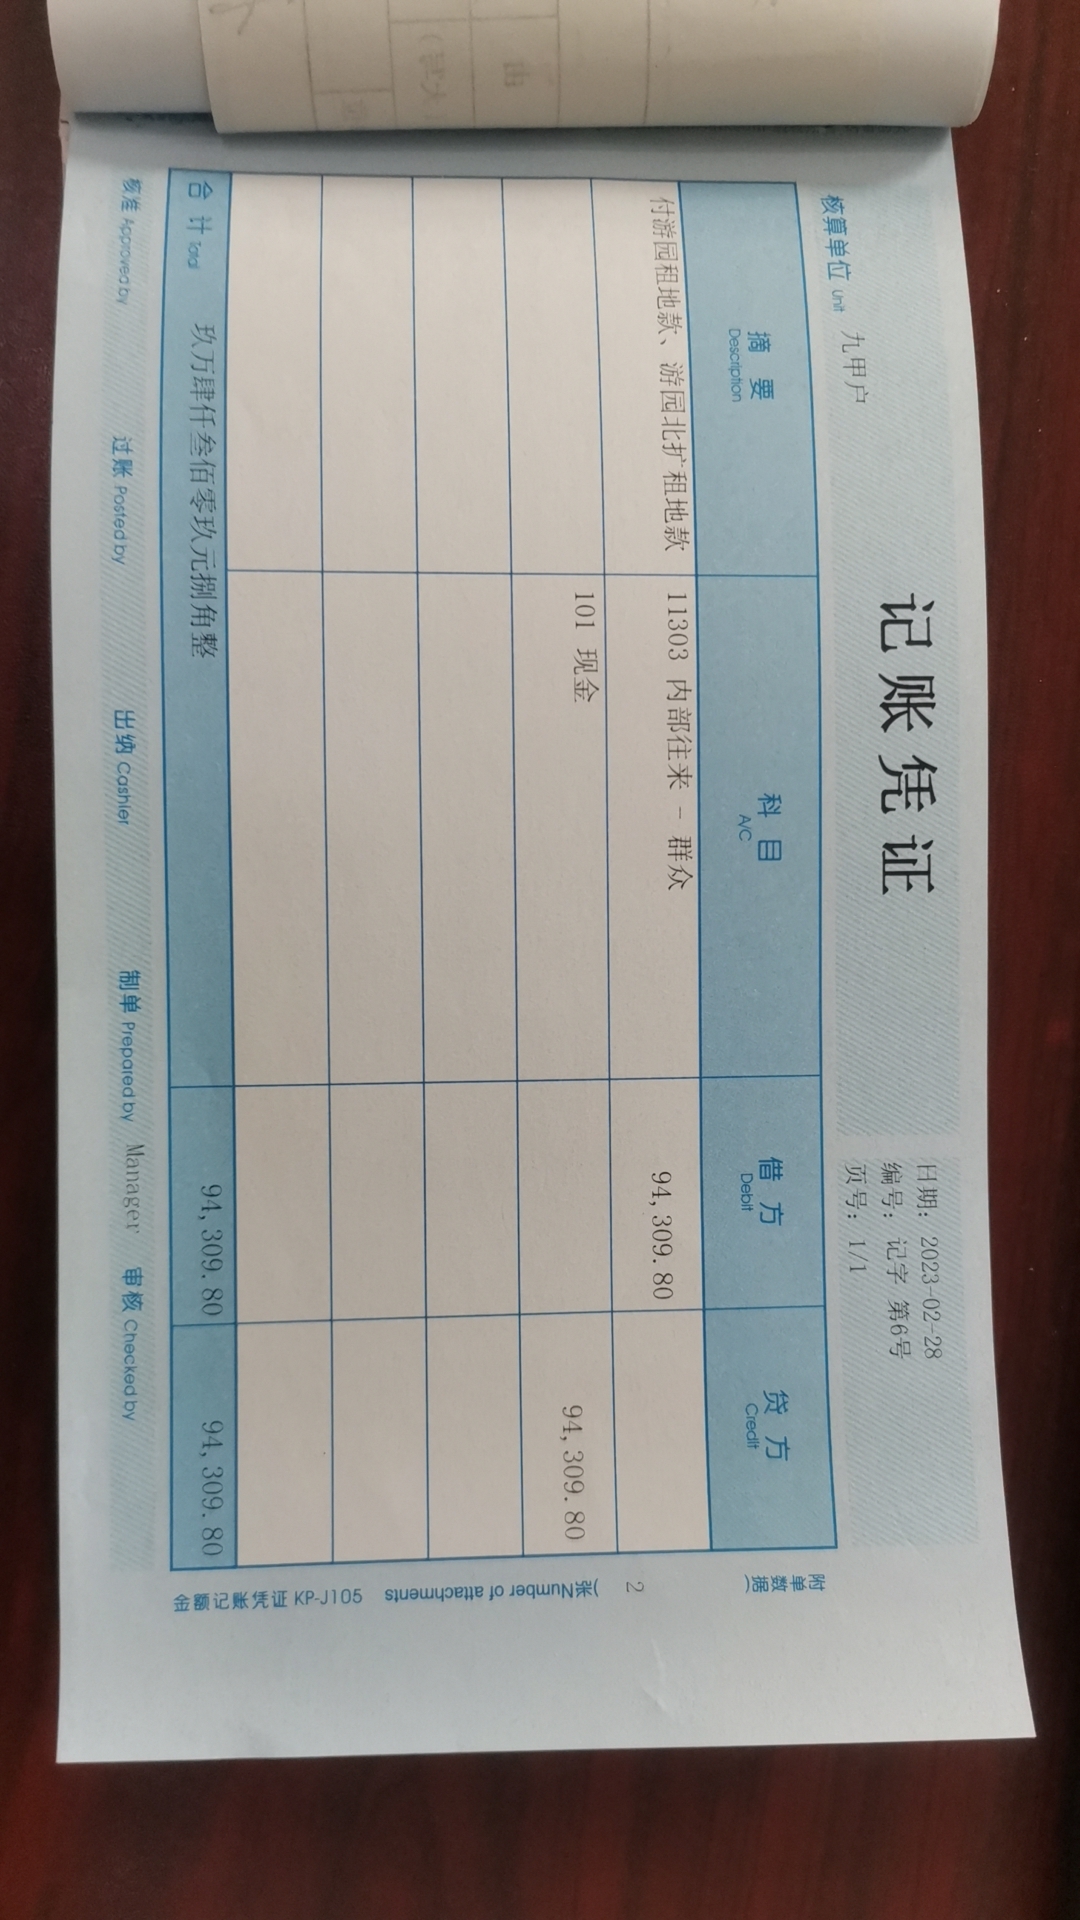 记账凭证
日期：2023-02-28
编号：记字 第6号
页号：1/1
核算单位 Unit 九甲户
摘要 科目 借方 贷方
Description A/C Debit Credit
付游园租地款、游园北扩租地款 11303 内部往来 - 群众 94,309.80
101 现金 94,309.80
合计 Total 玖万肆仟叁佰零玖元捌角整 94,309.80 94,309.80
核准 Approved by 过账 Posted by 出纳 Cashier 制单 Prepared by Manager 审核 Checked by
附单数据( 2 张)Number of attachments
金额记账凭证 KP-J105